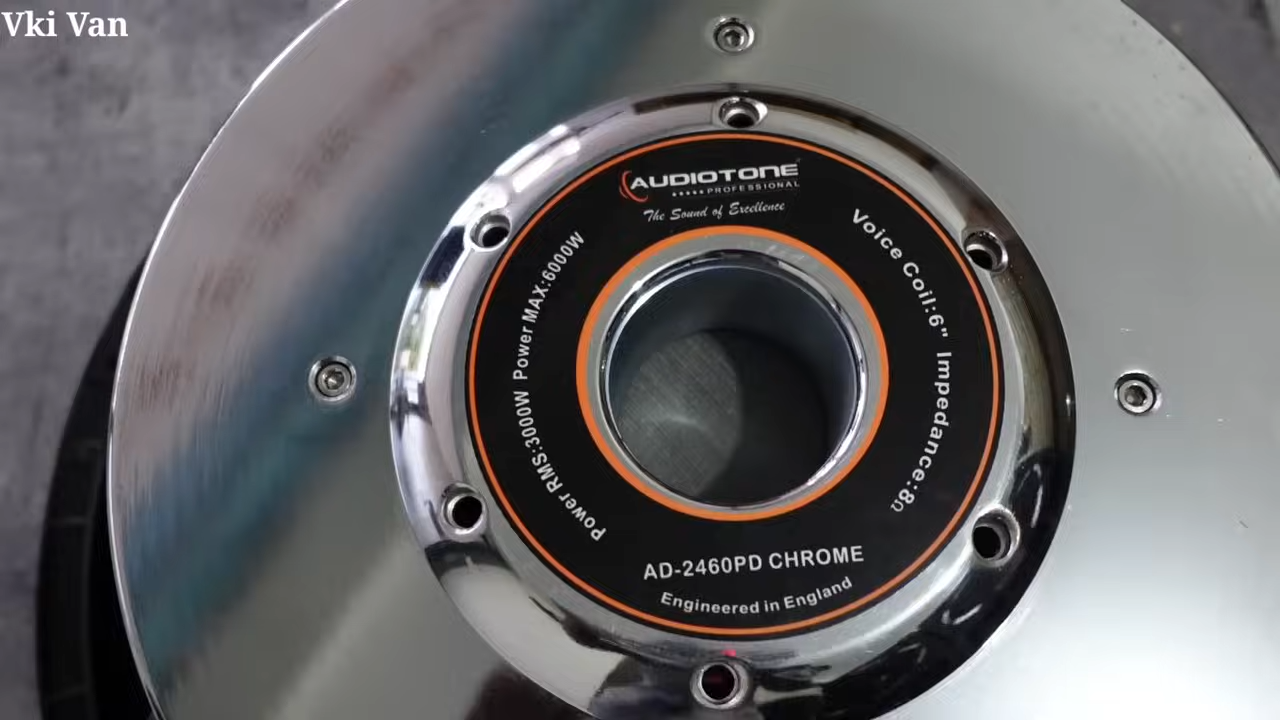 Vki Van
AUDIOTONE
★★★★★ PROFESSIONAL
The Sound of Excellence
Power RMS:3000W Power MAX:6000W
Voice Coil:6" Impedance:8Ω
AD-2460PD CHROME
Engineered in England